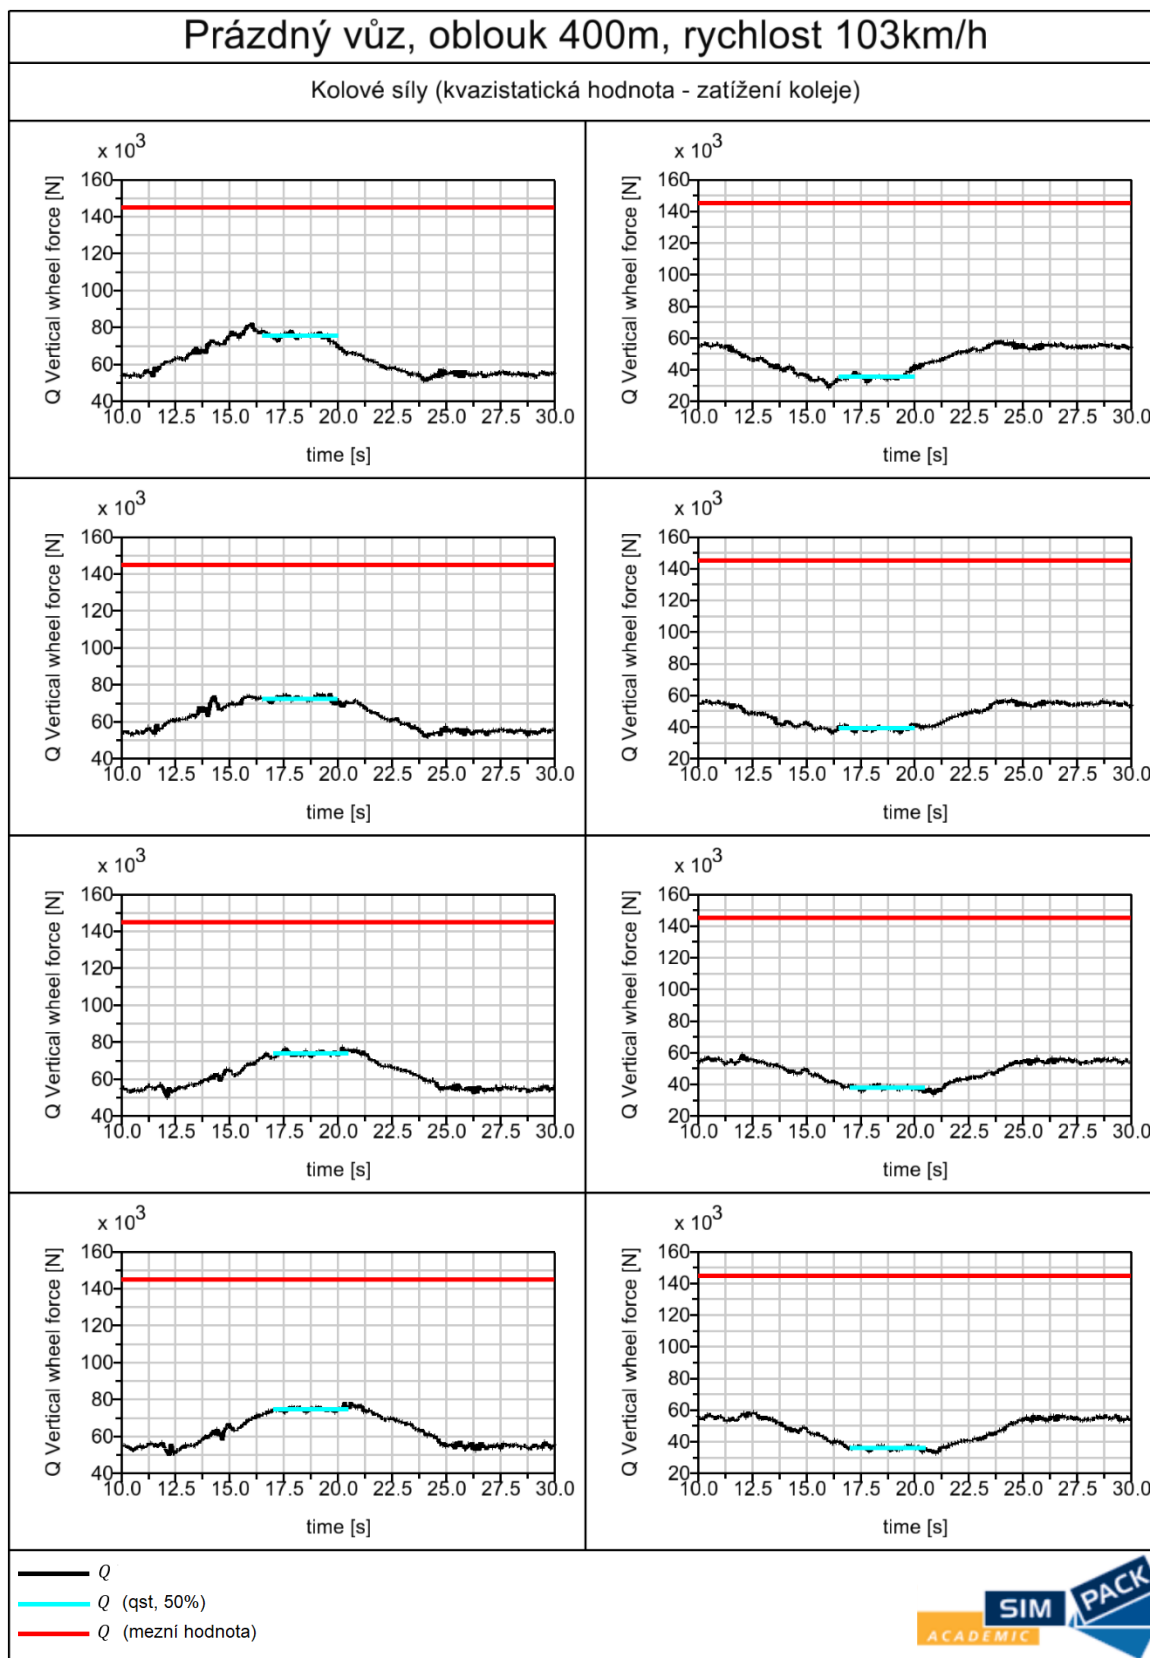 Prázdný vůz, oblouk 400m, rychlost 103km/h
Kolové síly (kvazistatická hodnota - zatížení koleje)
x 10³
Q Vertical wheel force [N]
160
140
120
100
80
60
40
10.0 12.5 15.0 17.5 20.0 22.5 25.0 27.5 30.0
time [s]
x 10³
Q Vertical wheel force [N]
160
140
120
100
80
60
40
20
10.0 12.5 15.0 17.5 20.0 22.5 25.0 27.5 30.0
time [s]
x 10³
Q Vertical wheel force [N]
160
140
120
100
80
60
40
10.0 12.5 15.0 17.5 20.0 22.5 25.0 27.5 30.0
time [s]
x 10³
Q Vertical wheel force [N]
160
140
120
100
80
60
40
20
10.0 12.5 15.0 17.5 20.0 22.5 25.0 27.5 30.0
time [s]
x 10³
Q Vertical wheel force [N]
160
140
120
100
80
60
40
10.0 12.5 15.0 17.5 20.0 22.5 25.0 27.5 30.0
time [s]
x 10³
Q Vertical wheel force [N]
160
140
120
100
80
60
40
20
10.0 12.5 15.0 17.5 20.0 22.5 25.0 27.5 30.0
time [s]
x 10³
Q Vertical wheel force [N]
160
140
120
100
80
60
40
10.0 12.5 15.0 17.5 20.0 22.5 25.0 27.5 30.0
time [s]
x 10³
Q Vertical wheel force [N]
160
140
120
100
80
60
40
20
10.0 12.5 15.0 17.5 20.0 22.5 25.0 27.5 30.0
time [s]
Q
Q (qst, 50%)
Q (mezní hodnota)
SIM PACK
ACADEMIC